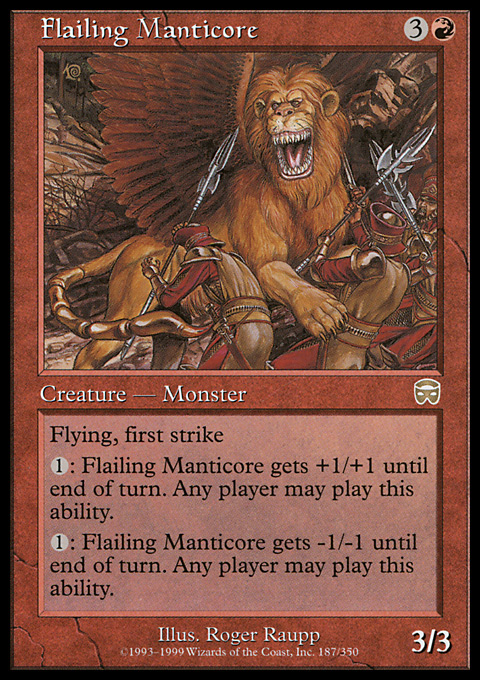 Flailing Manticore 3
Creature — Monster
Flying, first strike
1: Flailing Manticore gets +1/+1 until
end of turn. Any player may play this
ability.
1: Flailing Manticore gets -1/-1 until
end of turn. Any player may play this
ability.
Illus. Roger Raupp
©1993-1999 Wizards of the Coast, Inc. 187/350
3/3